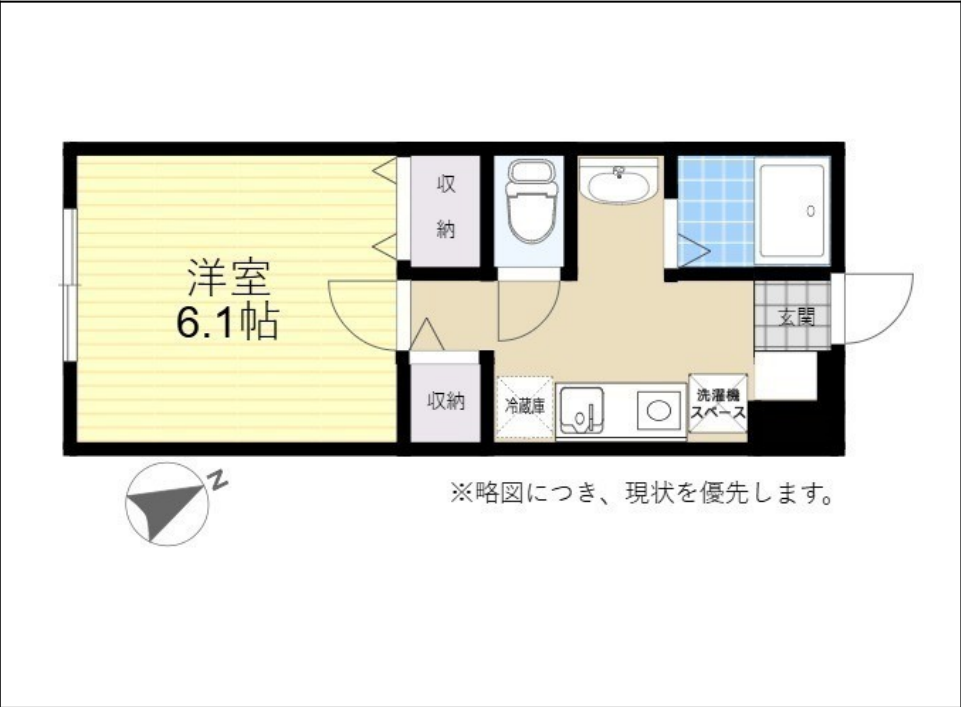 収
納
洋室
6.1帖
玄関
収納
冷蔵庫
洗濯機
スペース
N
※略図につき、現状を優先します。